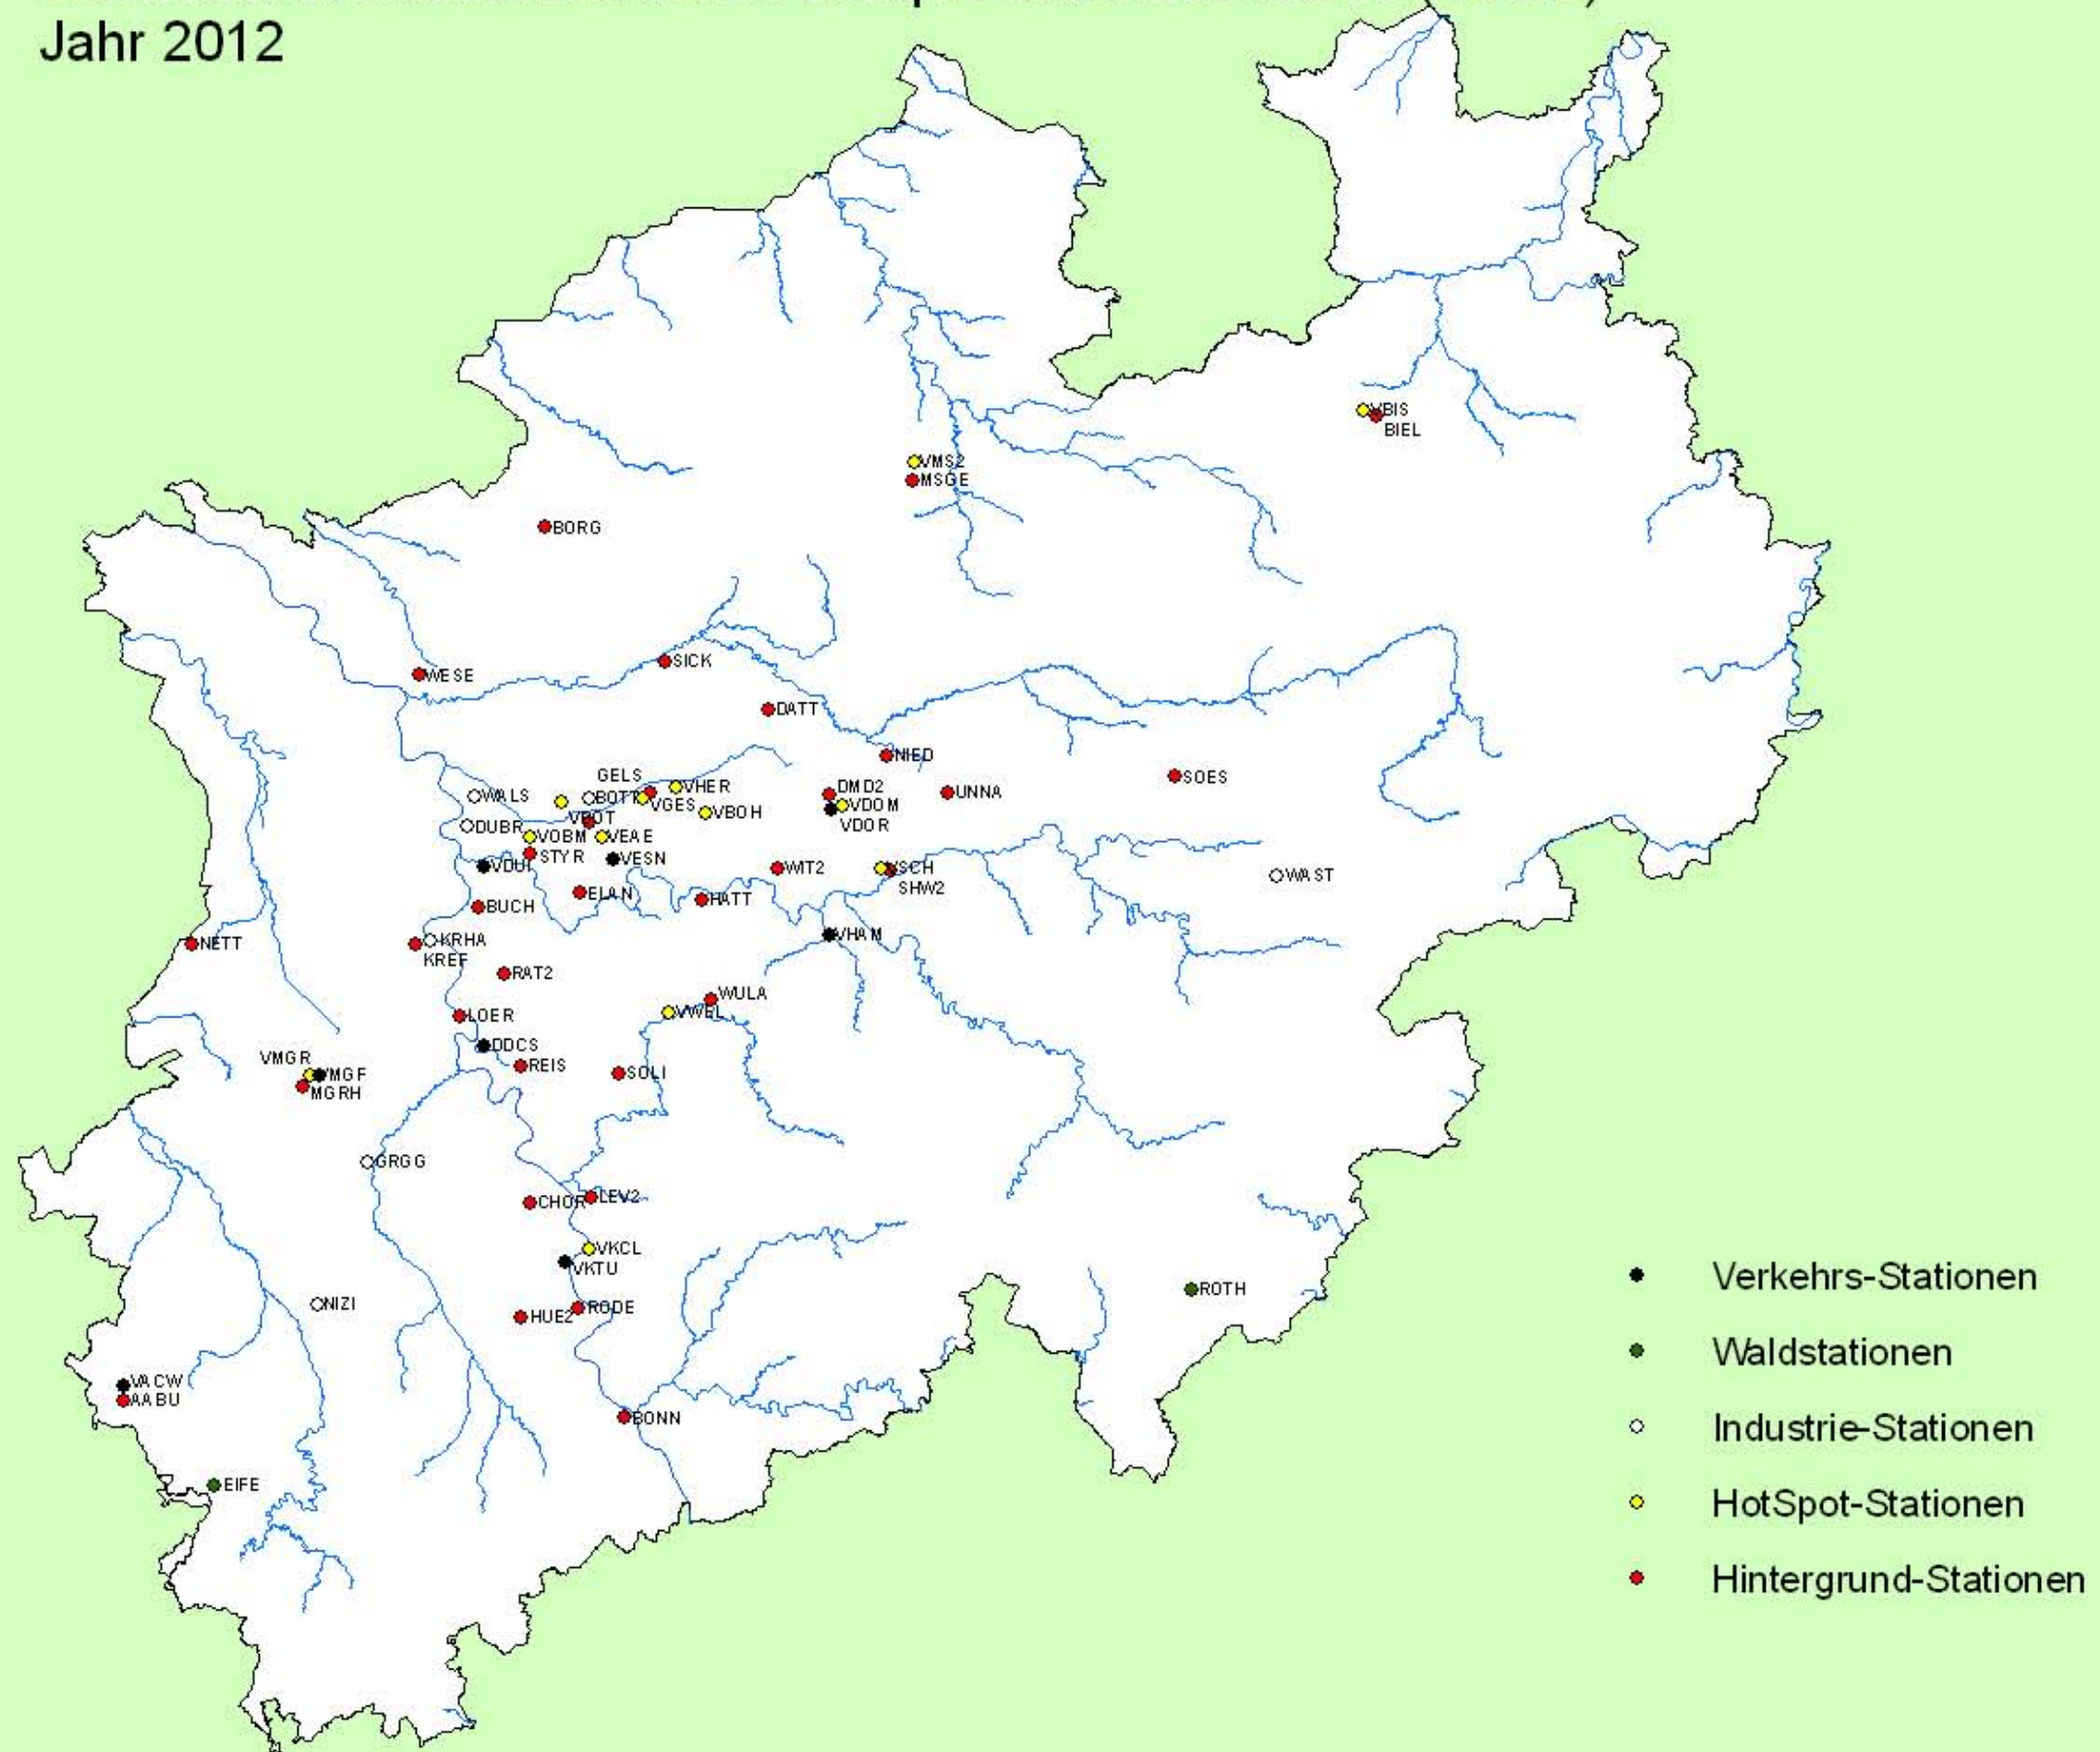 Jahr 2012
VBIS
BIEL
VMS2
MSGE
BORG
SICK
WESE
DATT
NIED
GELS
SOES
VHER
DMD2
UNNA
WALS
BOTT
VGES
VDOM
VBOH
VBOT
VDOR
DUBR
VOBM
VEAE
STYR
VESN
VDUI
WIT2
VSCH
WAST
SHW2
ELAN
HATT
BUCH
VHAM
KRHA
NETT
KREF
RAT2
WULA
VWEL
LOER
DDCS
VMGR
REIS
VMGF
SOLI
MGRH
GRGG
LEV2
CHOR
VKCL
VKTU
Verkehrs-Stationen
ROTH
NIZI
RODE
HUE2
Waldstationen
VACW
AABU
BONN
Industrie-Stationen
EIFE
HotSpot-Stationen
Hintergrund-Stationen